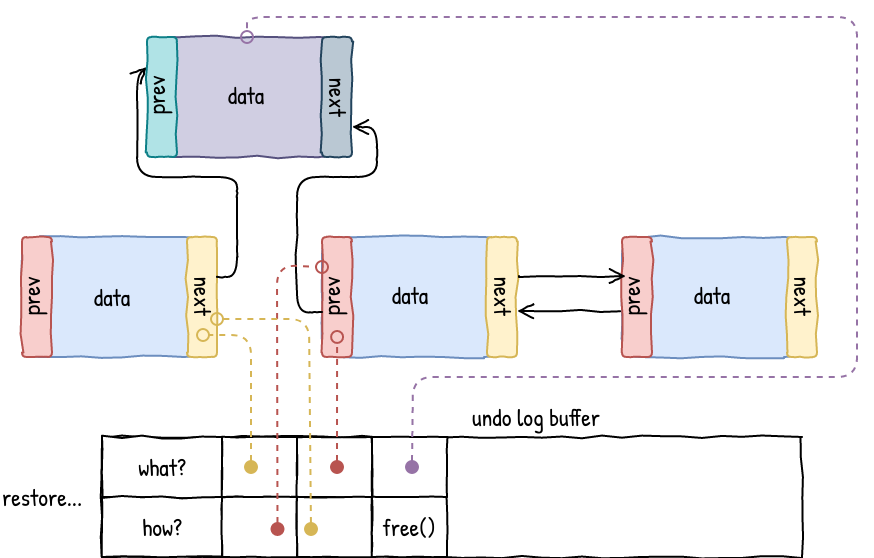 prev
data
next
prev
data
next
prev
data
next
prev
data
next
undo log buffer
what?
restore...
how?
free()